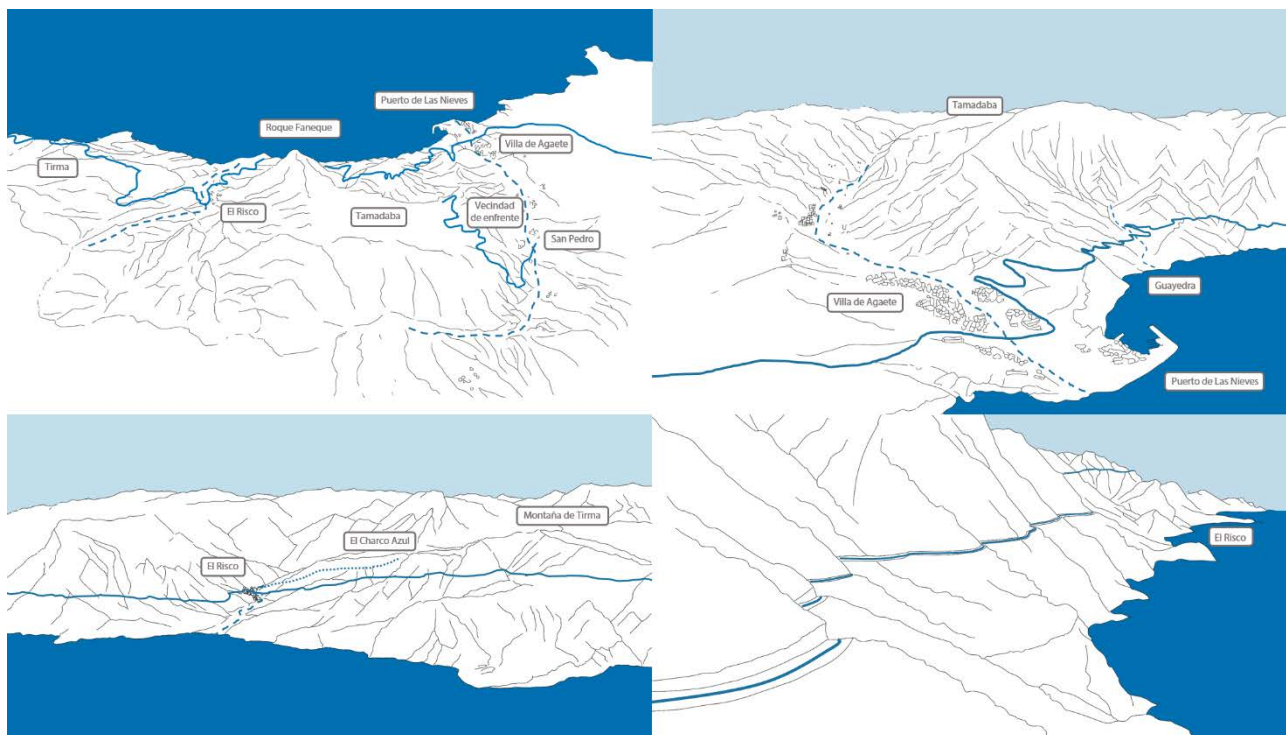 Puerto de Las Nieves
Roque Faneque
Villa de Agaete
Tirma
El Risco
Tamadaba
Vecindad
de enfrente
San Pedro
Tamadaba
Villa de Agaete
Guayedra
Puerto de Las Nieves
Montaña de Tirma
El Charco Azul
El Risco
El Risco